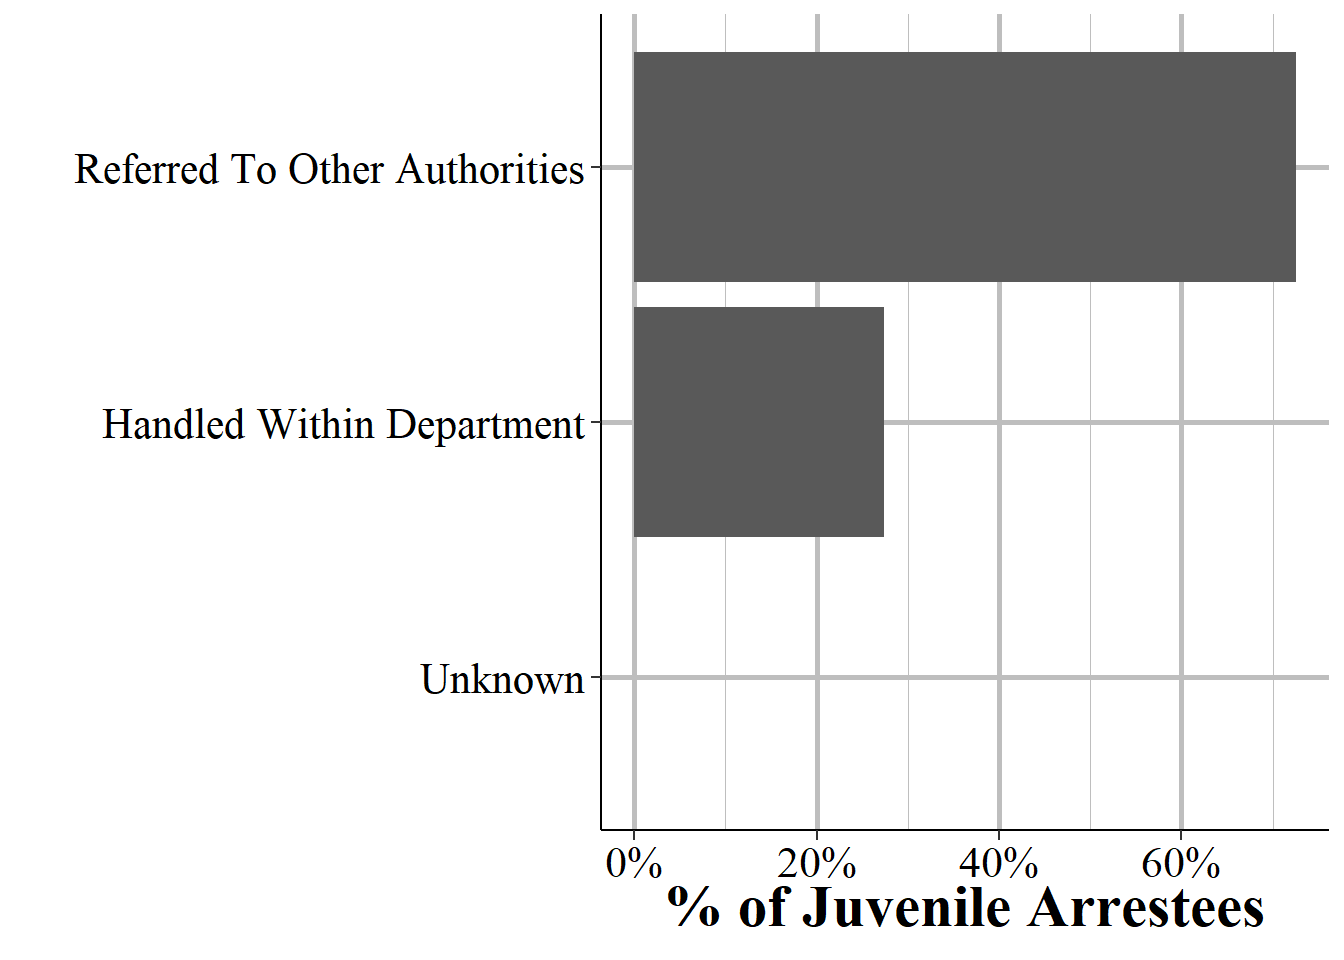 Referred To Other Authorities
Handled Within Department
Unknown
0% 20% 40% 60%
% of Juvenile Arrestees